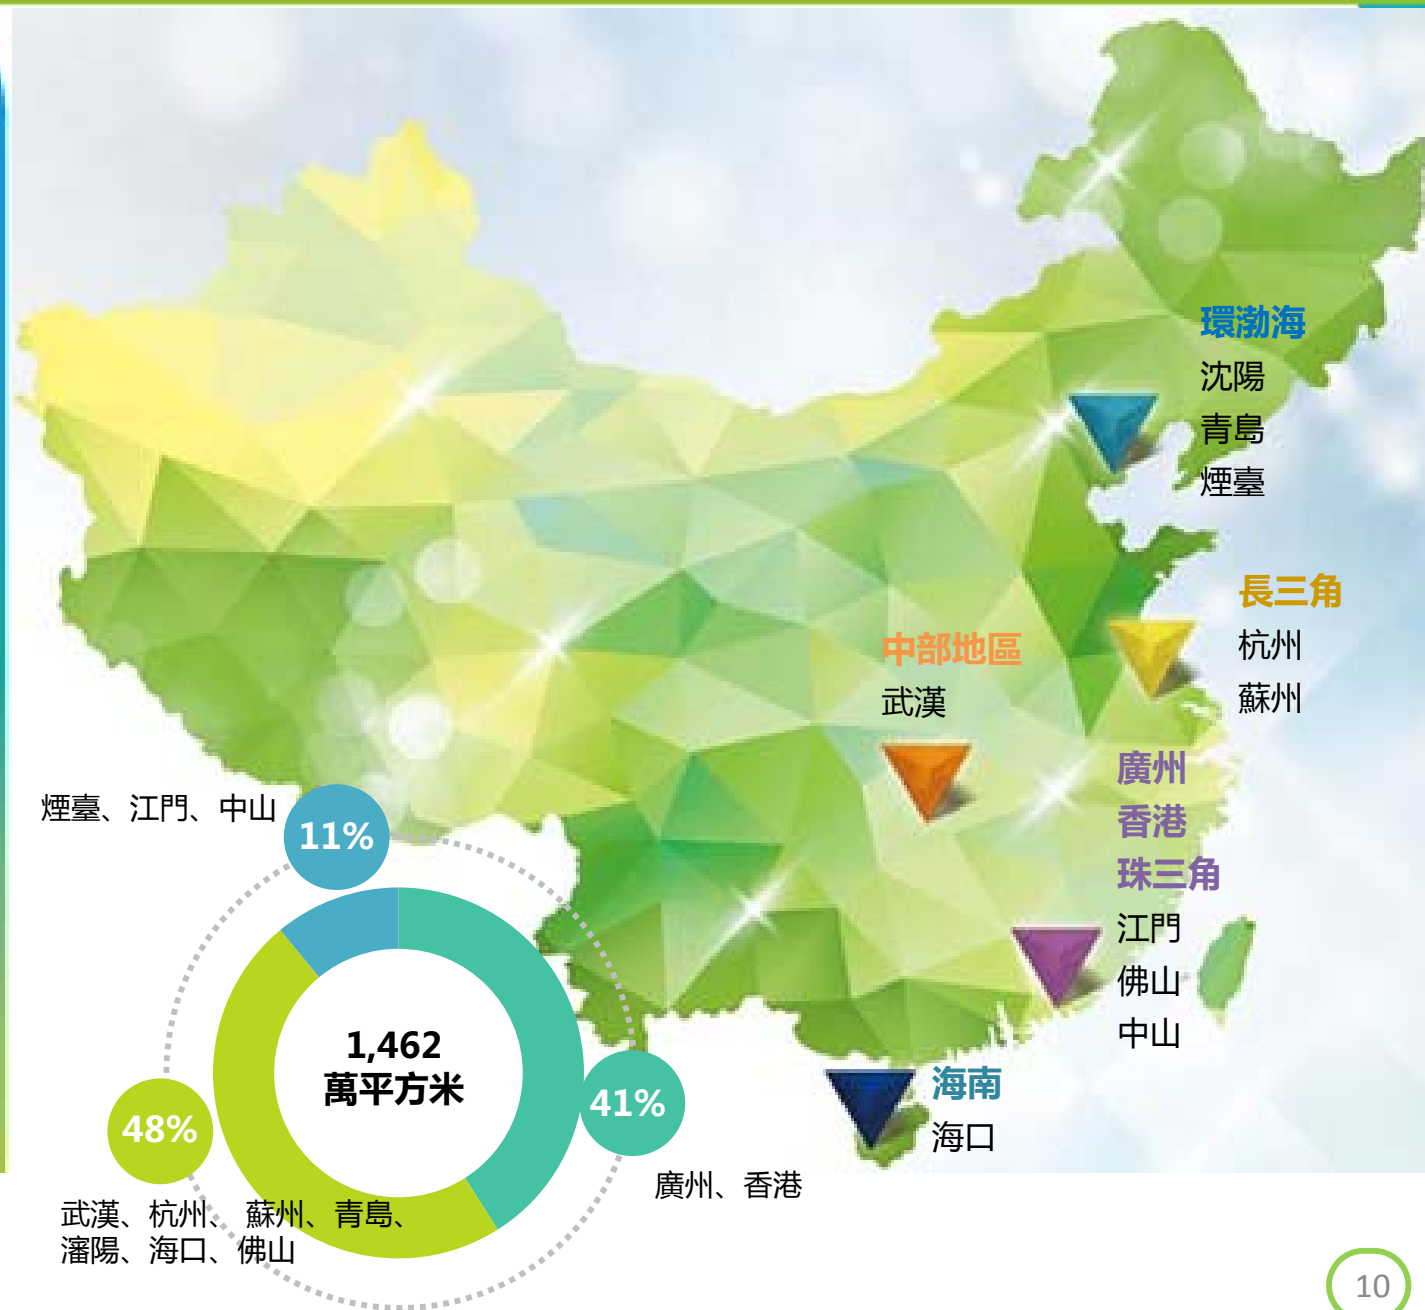 環渤海
沈陽
青島
煙臺
長三角
杭州
蘇州
中部地區
武漢
廣州
香港
珠三角
江門
佛山
中山
海南
海口
煙臺、江門、中山
11%
1,462
萬平方米
41%
48%
廣州、香港
武漢、杭州、 蘇州、青島、
瀋陽、海口、佛山
10